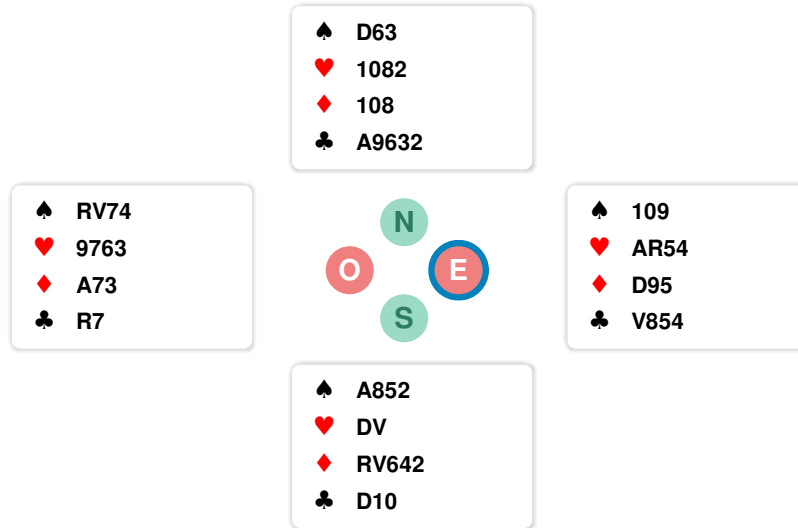 ♠ D63
♥ 1082
♦ 108
♣ A9632
♠ RV74
♥ 9763
♦ A73
♣ R7
N
O E
S
♠ 109
♥ AR54
♦ D95
♣ V854
♠ A852
♥ DV
♦ RV642
♣ D10